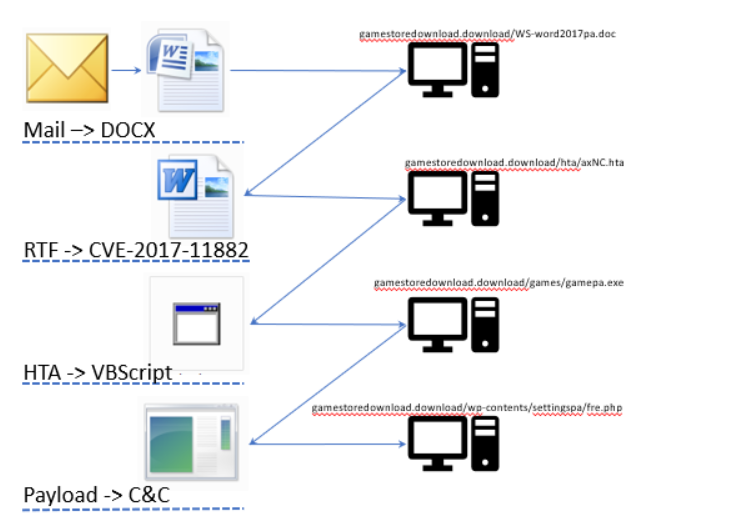 gamestoredownload.download/WS-word2017pa.doc
Mail –> DOCX
gamestoredownload.download/hta/axNC.hta
RTF -> CVE-2017-11882
gamestoredownload.download/games/gamepa.exe
HTA -> VBScript
gamestoredownload.download/wp-contents/settingspa/fre.php
Payload -> C&C